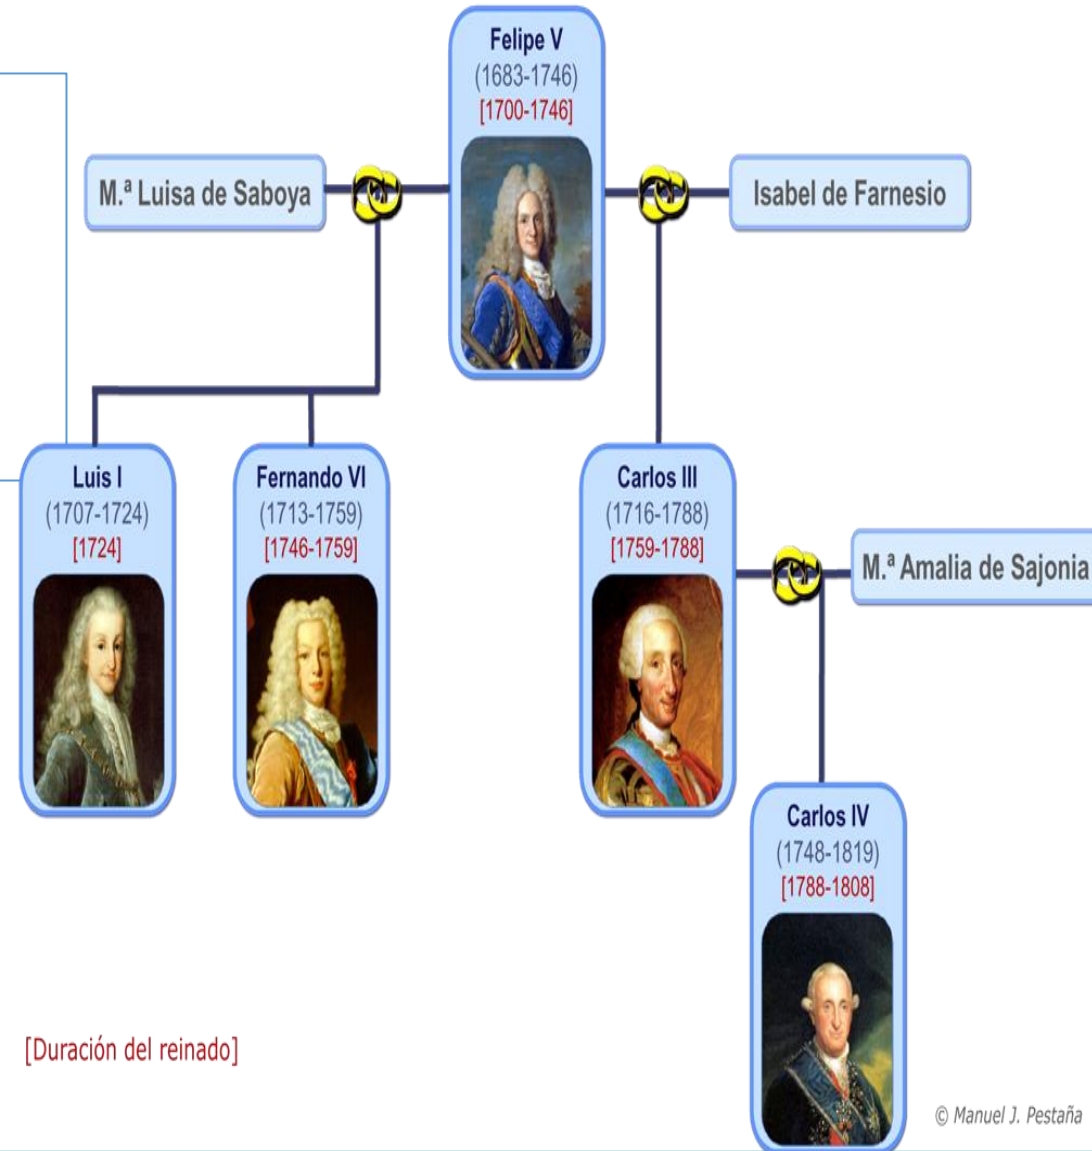 Felipe V
(1683-1746)
[1700-1746]
M.ª Luisa de Saboya
Isabel de Farnesio
Luis I
(1707-1724)
[1724]
Fernando VI
(1713-1759)
[1746-1759]
Carlos III
(1716-1788)
[1759-1788]
M.ª Amalia de Sajonia
Carlos IV
(1748-1819)
[1788-1808]
[Duración del reinado]
© Manuel J. Pestaña